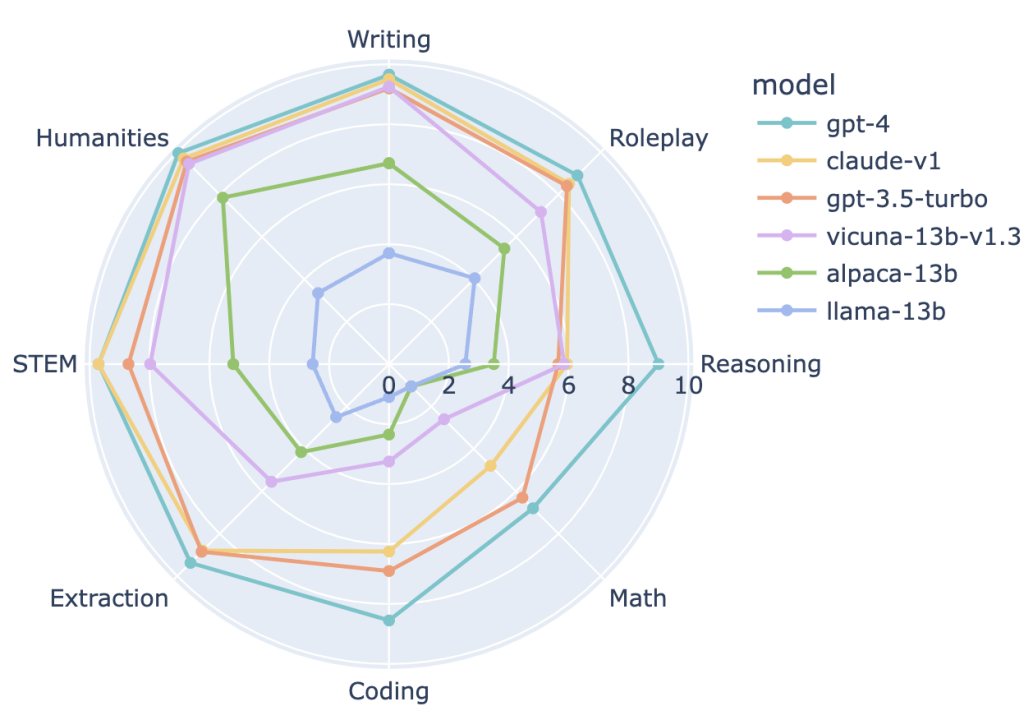 Writing
Humanities
Roleplay
STEM
Reasoning
0 2 4 6 8 10
Extraction
Math
Coding
model
gpt-4
claude-v1
gpt-3.5-turbo
vicuna-13b-v1.3
alpaca-13b
llama-13b